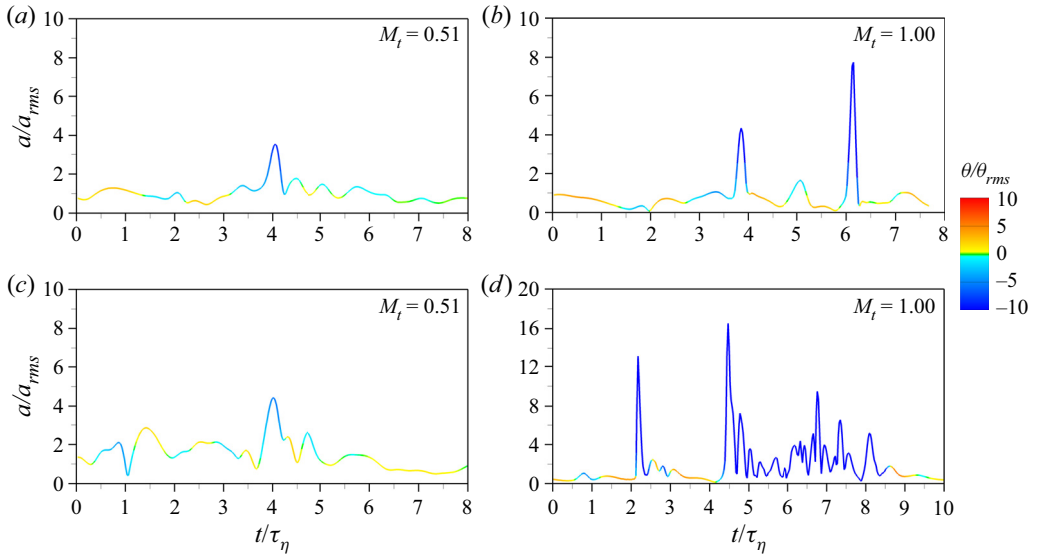 (a)
10
8
6
4
2
0
a/a_rms
M_t = 0.51
0 1 2 3 4 5 6 7 8
(b)
10
8
6
4
2
0
M_t = 1.00
0 1 2 3 4 5 6 7 8
θ/θ_rms
10
5
0
−5
−10
(c)
10
8
6
4
2
0
a/a_rms
M_t = 0.51
0 1 2 3 4 5 6 7 8
t/τ_η
(d)
20
16
12
8
4
0
M_t = 1.00
0 1 2 3 4 5 6 7 8 9 10
t/τ_η